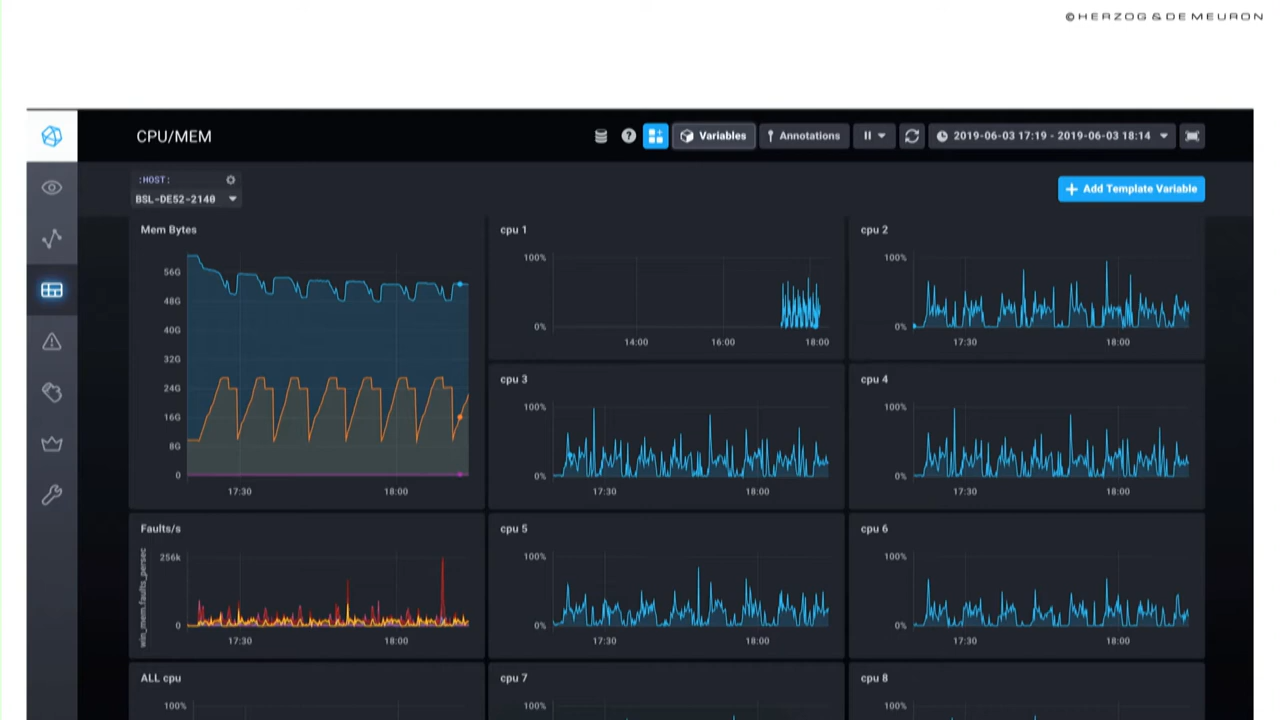 ©HERZOG & DE MEURON
CPU/MEM
? Variables Annotations 2019-06-03 17:19 - 2019-06-03 18:14
:HOST:
BSL-DE52-2140
+ Add Template Variable
Mem Bytes
56G
48G
40G
32G
24G
16G
8G
0
17:30 18:00
cpu 1
100%
0%
14:00 16:00 18:00
cpu 2
100%
0%
17:30 18:00
cpu 3
100%
0%
17:30 18:00
cpu 4
100%
0%
17:30 18:00
Faults/s
win_mem.faults_persec
256k
0
17:30 18:00
cpu 5
100%
0%
17:30 18:00
cpu 6
100%
0%
17:30 18:00
ALL cpu
100%
cpu 7
100%
cpu 8
100%